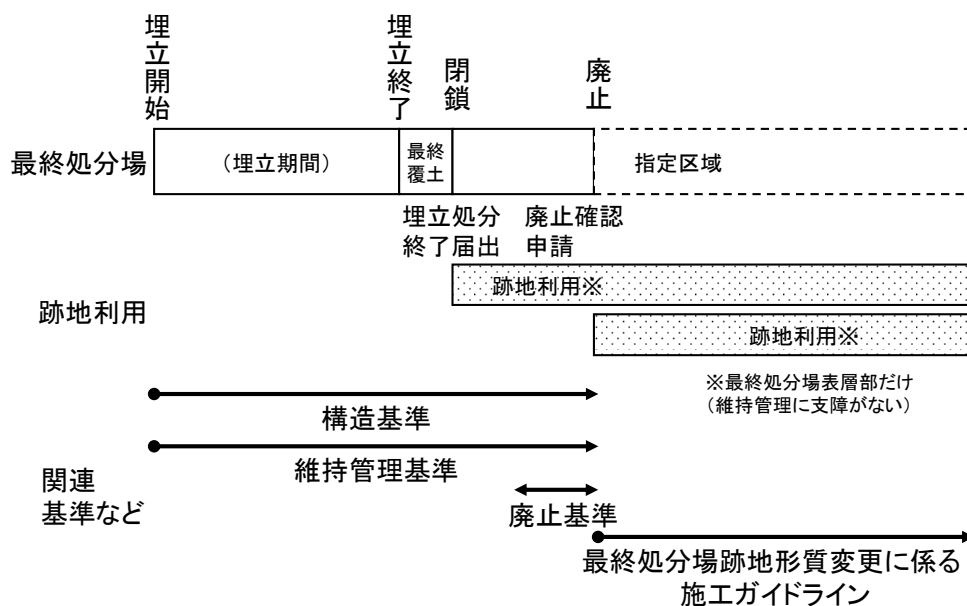 埋立開始
埋立終了
閉鎖
廃止
最終処分場
（埋立期間）
最終
覆土
指定区域
埋立処分
終了届出
廃止確認
申請
跡地利用
跡地利用※
跡地利用※
※最終処分場表層部だけ
（維持管理に支障がない）
構造基準
維持管理基準
関連
基準など
廃止基準
最終処分場跡地形質変更に係る
施工ガイドライン